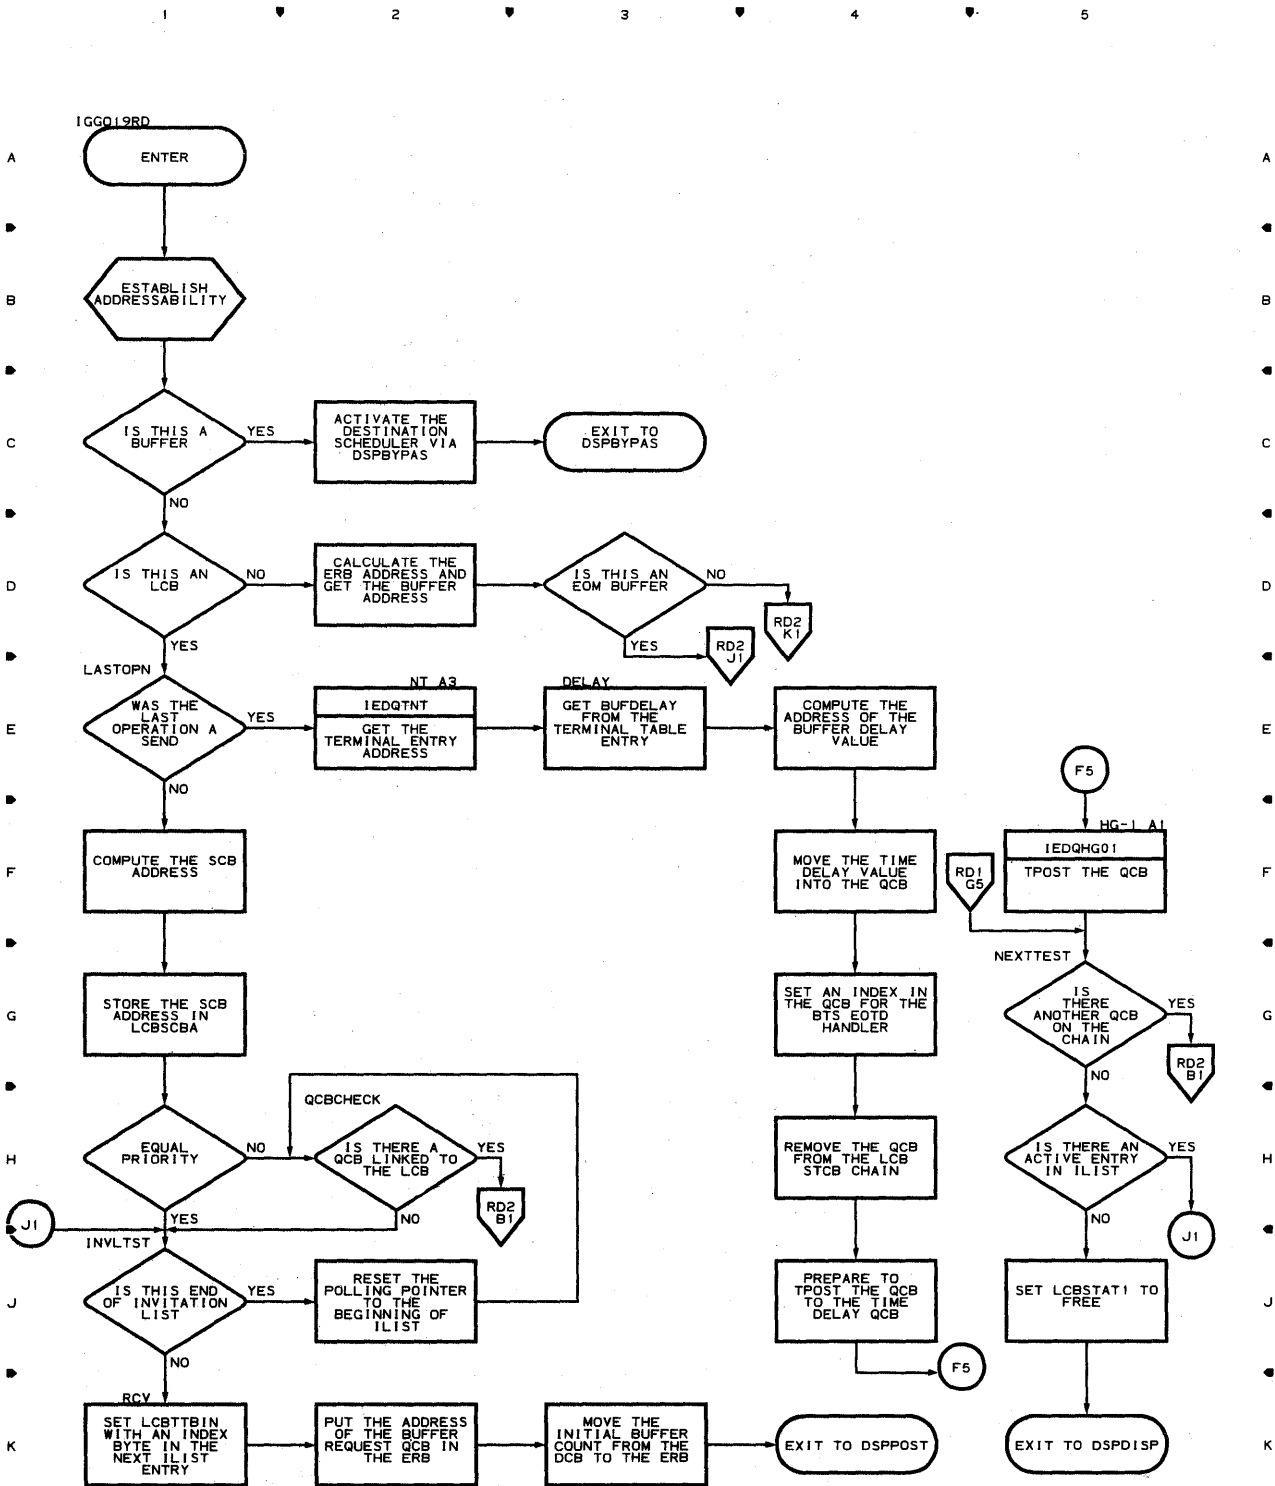 1 2 3 4 5
IGG019RD
A ENTER A
B ESTABLISH ADDRESSABILITY B
C
IS THIS A
BUFFER
YES
NO
ACTIVATE THE
DESTINATION
SCHEDULER VIA
DSPBYPAS
EXIT TO
DSPBYPAS
C
D
IS THIS AN
LCB
NO
YES
CALCULATE THE
ERB ADDRESS AND
GET THE BUFFER
ADDRESS
IS THIS AN
EOM BUFFER
NO
YES
RD2
J1
RD2
K1
D
LASTOPN
E
WAS THE
LAST
OPERATION A
SEND
YES
NO
NT A3
IEDQTNT
GET THE
TERMINAL ENTRY
ADDRESS
DELAY
GET BUFDELAY
FROM THE
TERMINAL TABLE
ENTRY
COMPUTE THE
ADDRESS OF THE
BUFFER DELAY
VALUE
E
F5
F
COMPUTE THE SCB
ADDRESS
MOVE THE TIME
DELAY VALUE
INTO THE QCB
RD1
G5
HG-1 A1
IEDQHG01
TPOST THE QCB
F
NEXTTEST
G
STORE THE SCB
ADDRESS IN
LCBSCBA
SET AN INDEX IN
THE QCB FOR THE
BTS EOTD
HANDLER
IS
THERE
ANOTHER QCB
ON THE
CHAIN
YES
NO
RD2
B1
G
QCBCHECK
H
EQUAL
PRIORITY
NO
YES
IS THERE A
QCB LINKED TO
THE LCB
YES
NO
RD2
B1
REMOVE THE QCB
FROM THE LCB
STCB CHAIN
IS THERE AN
ACTIVE ENTRY
IN ILIST
YES
NO
J1
H
J1
INVLTST
J
IS THIS END
OF INVITATION
LIST
YES
NO
RESET THE
POLLING POINTER
TO THE
BEGINNING OF
ILIST
PREPARE TO
TPOST THE QCB
TO THE TIME
DELAY QCB
F5
SET LCBSTAT1 TO
FREE
J
RCV
K
SET LCBTTBIN
WITH AN INDEX
BYTE IN THE
NEXT ILIST
ENTRY
PUT THE ADDRESS
OF THE BUFFER
REQUEST QCB IN
THE ERB
MOVE THE
INITIAL BUFFER
COUNT FROM THE
DCB TO THE ERB
EXIT TO DSPPOST
EXIT TO DSPDISP
K